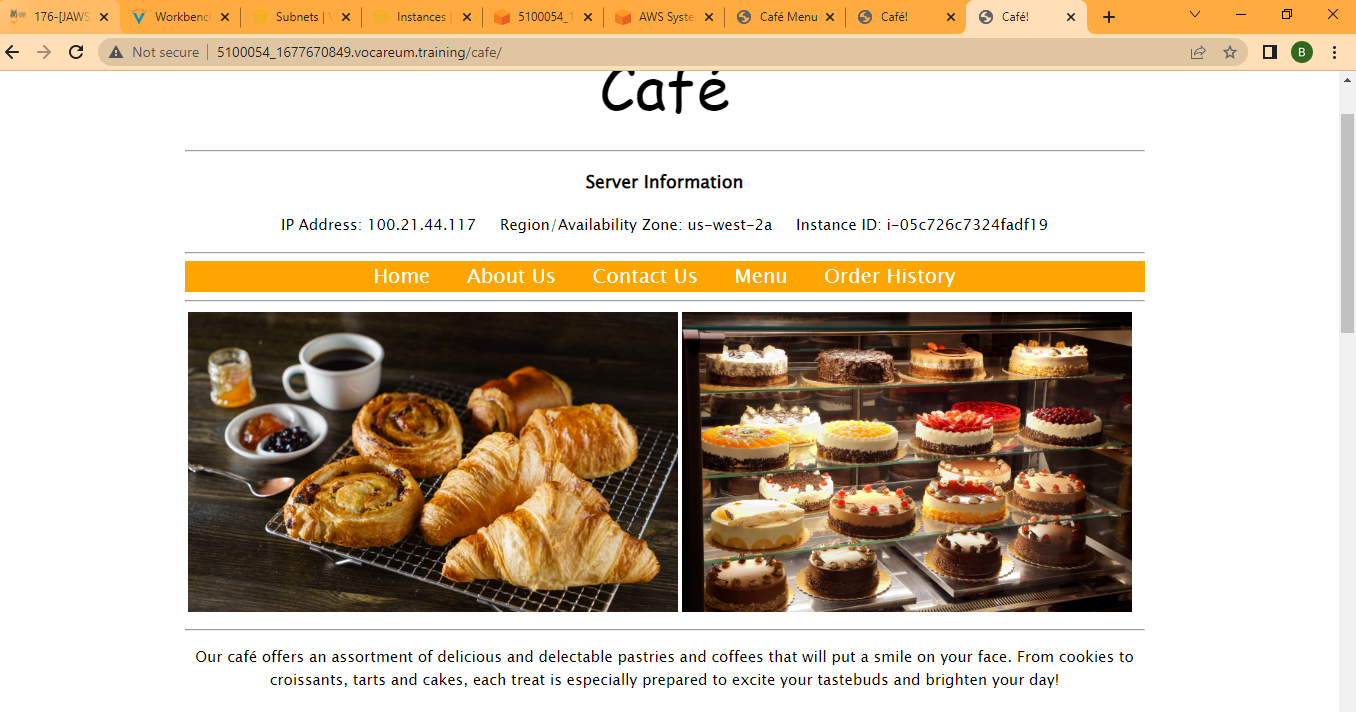 176-[JAWS
Workbenc
Subnets |
Instances |
5100054_1
AWS Syste
Café Menu
Café!
Café!
Not secure
5100054_1677670849.vocareum.training/cafe/
B
Café
Server Information
IP Address: 100.21.44.117 Region/Availability Zone: us-west-2a Instance ID: i-05c726c7324fadf19
Home About Us Contact Us Menu Order History
Our café offers an assortment of delicious and delectable pastries and coffees that will put a smile on your face. From cookies to
croissants, tarts and cakes, each treat is especially prepared to excite your tastebuds and brighten your day!